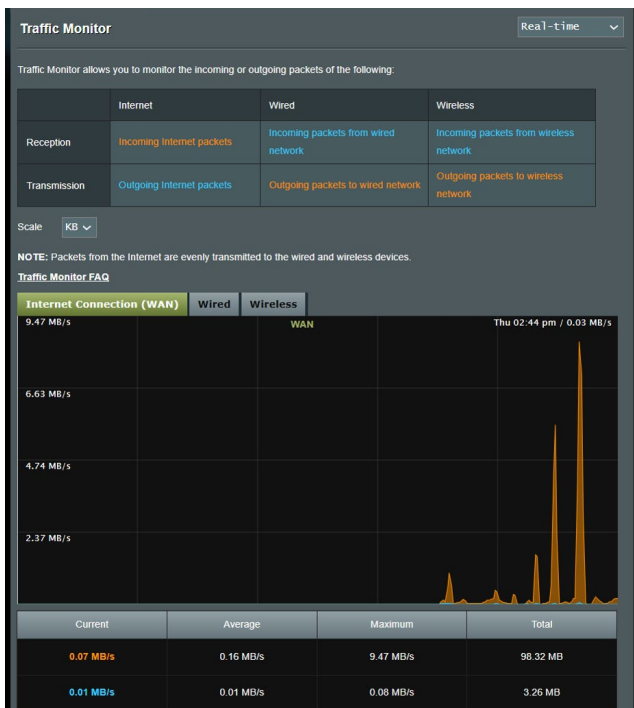 Traffic Monitor
Real-time
Traffic Monitor allows you to monitor the incoming or outgoing packets of the following:
Internet Wired Wireless
Reception Incoming Internet packets Incoming packets from wired network Incoming packets from wireless network
Transmission Outgoing Internet packets Outgoing packets to wired network Outgoing packets to wireless network
Scale KB
NOTE: Packets from the Internet are evenly transmitted to the wired and wireless devices.
Traffic Monitor FAQ
Internet Connection (WAN) Wired Wireless
9.47 MB/s WAN Thu 02:44 pm / 0.03 MB/s
6.63 MB/s
4.74 MB/s
2.37 MB/s
Current Average Maximum Total
0.07 MB/s 0.16 MB/s 9.47 MB/s 98.32 MB
0.01 MB/s 0.01 MB/s 0.08 MB/s 3.26 MB